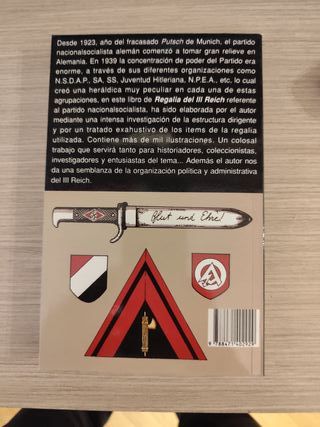 Desde 1923, año del fracasado Putsch de Munich, el partido
nacionalsocialista alemán comenzó a tomar gran relieve en
Alemania. En 1939 la concentración de poder del Partido era
enorme, a través de sus diferentes organizaciones como
N.S.D.A.P., SA, SS, Juventud Hitleriana, N.P.E.A., etc. lo cual
creó una heráldica muy peculiar en cada una de estas
agrupaciones, en este libro de Regalia del III Reich referente
al partido nacionalsocialista, ha sido elaborada por el autor
mediante una intensa investigación de la estructura dirigente
y por un tratado exahustivo de los items de la regalia
utilizada. Contiene más de mil ilustraciones. Un colosal
trabajo que servirá tanto para historiadores, coleccionistas,
investigadores y entusiastas del tema... Además el autor nos
da una semblanza de la organización política y administrativa
del III Reich.
Blut und Ehre!
9 788471 402929